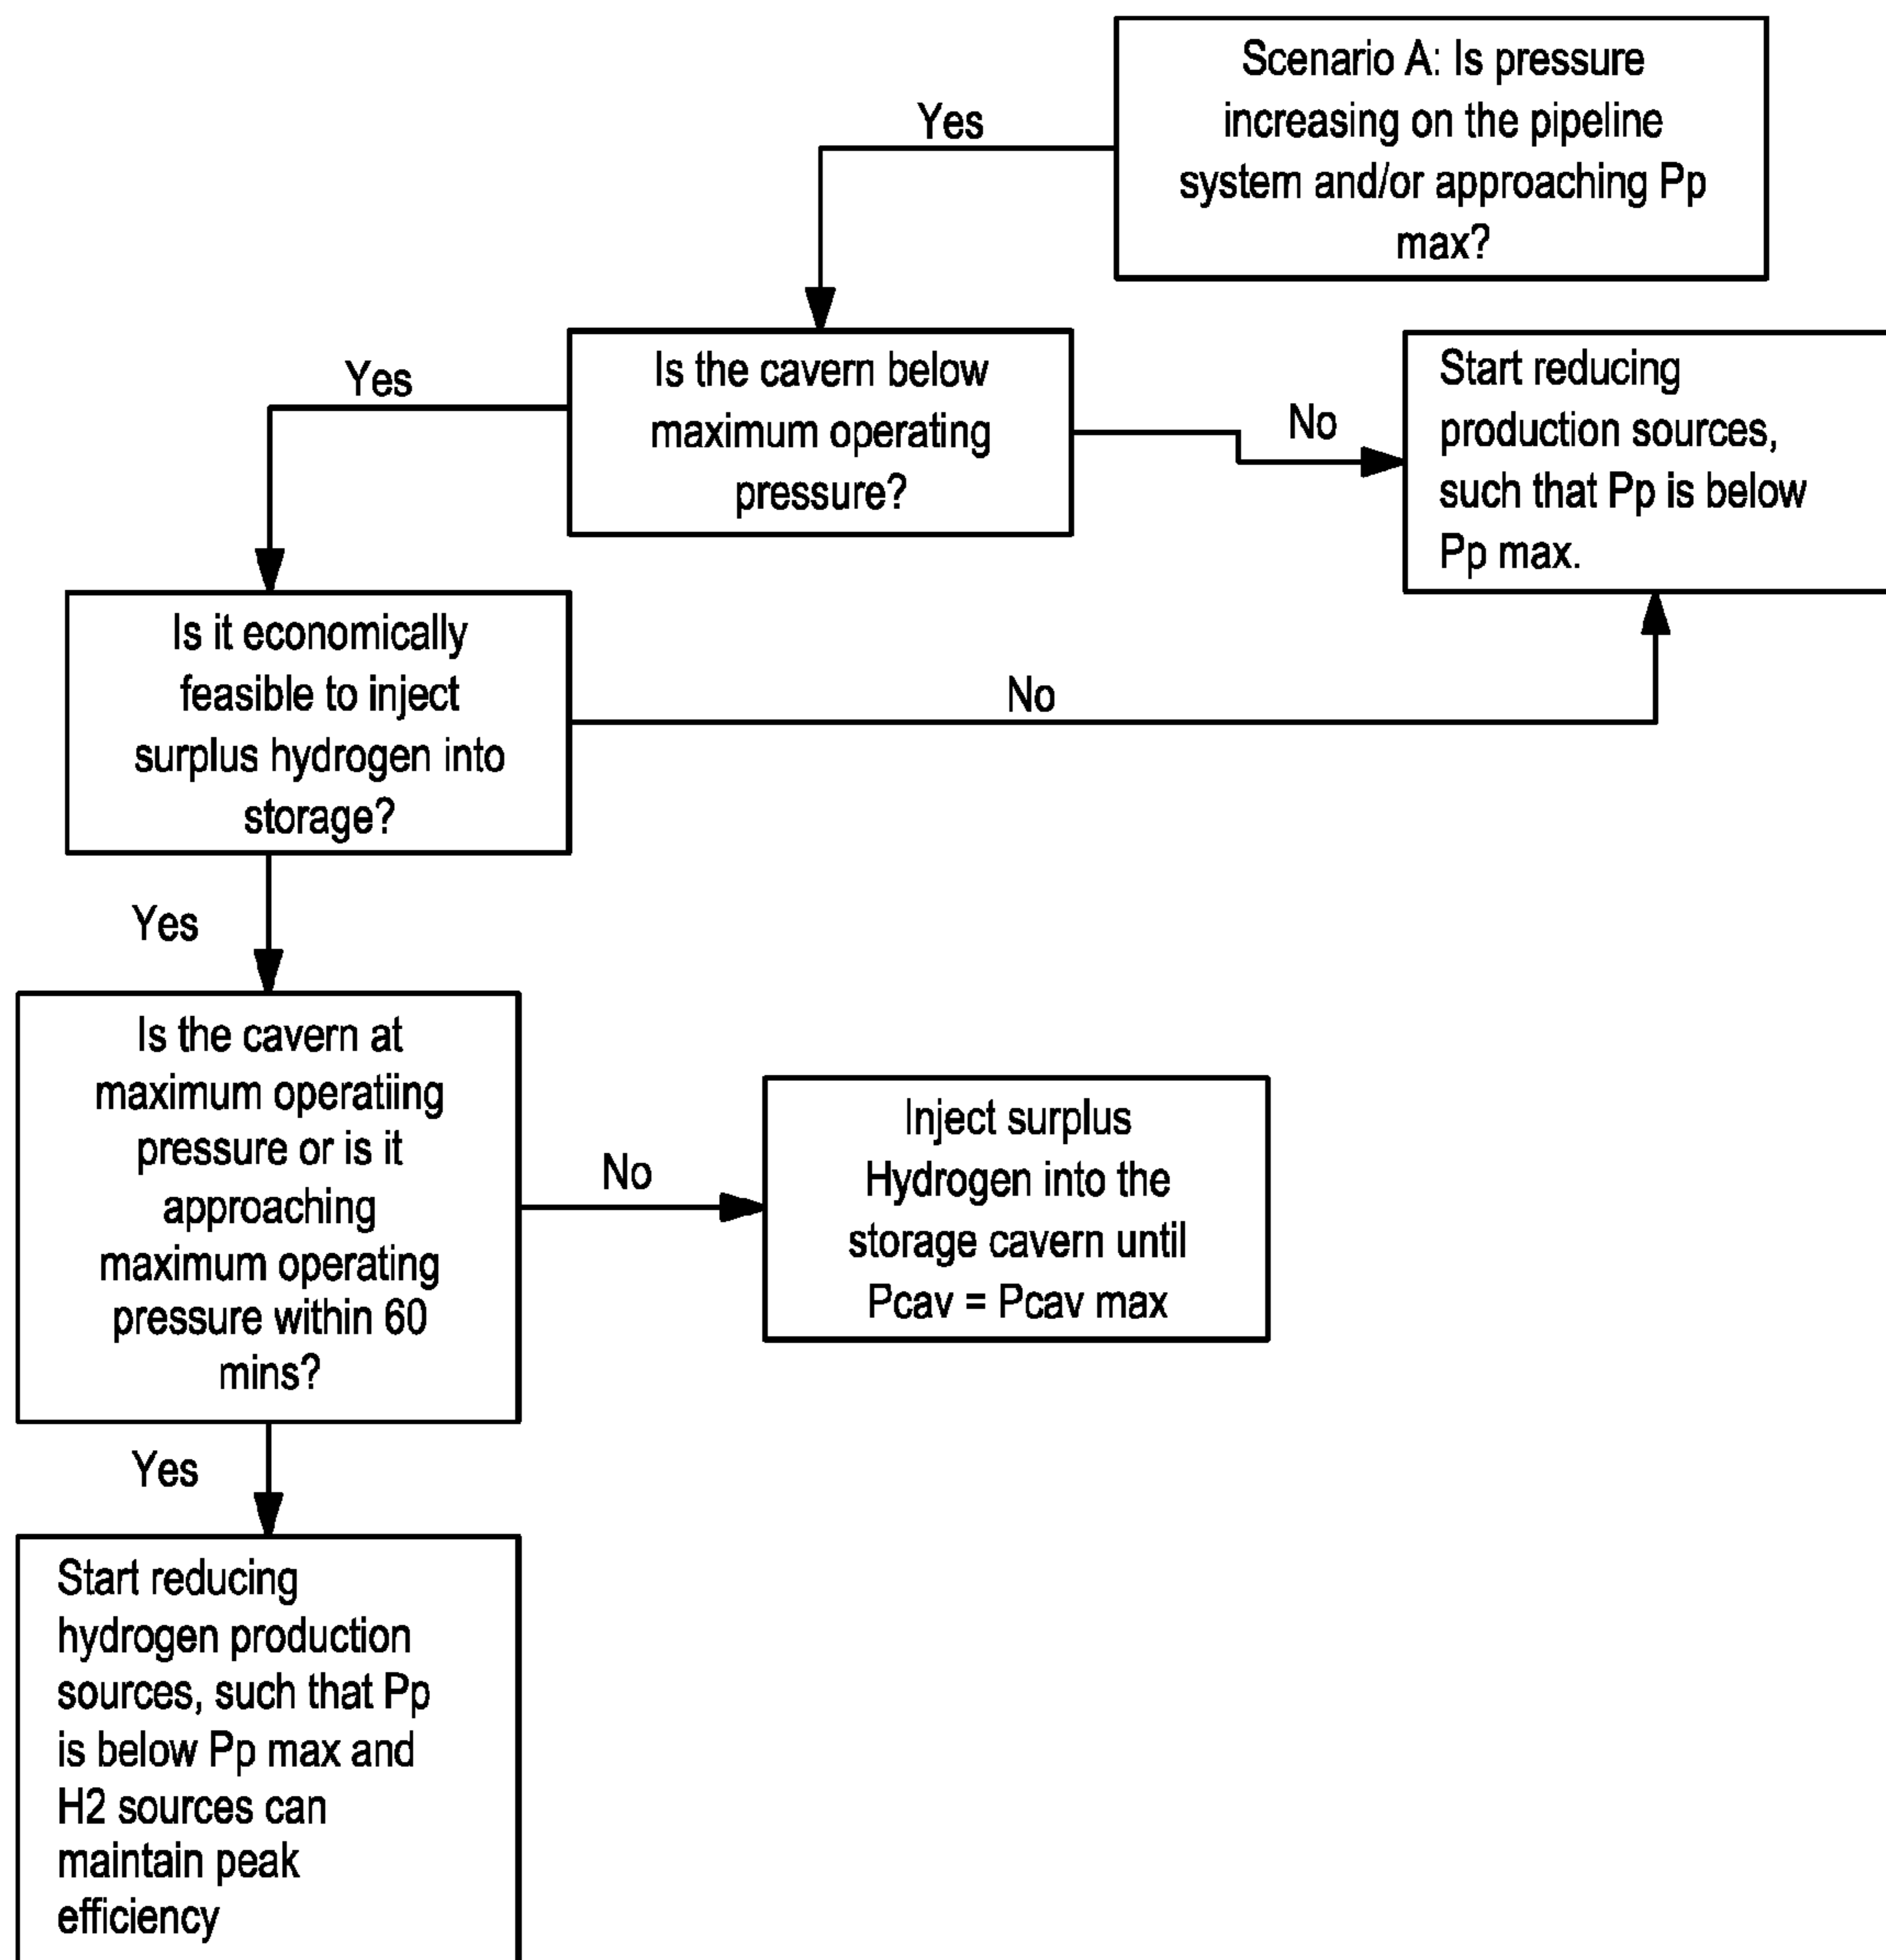 Scenario A: Is pressure
increasing on the pipeline
system and/or approaching Pp
max?
Yes
Is the cavern below
maximum operating
pressure?
Yes
No
Start reducing
production sources,
such that Pp is below
Pp max.
Is it economically
feasible to inject
surplus hydrogen into
storage?
No
Yes
Is the cavern at
maximum operatiing
pressure or is it
approaching
maximum operating
pressure within 60
mins?
No
Inject surplus
Hydrogen into the
storage cavern until
Pcav = Pcav max
Yes
Start reducing
hydrogen production
sources, such that Pp
is below Pp max and
H2 sources can
maintain peak
efficiency